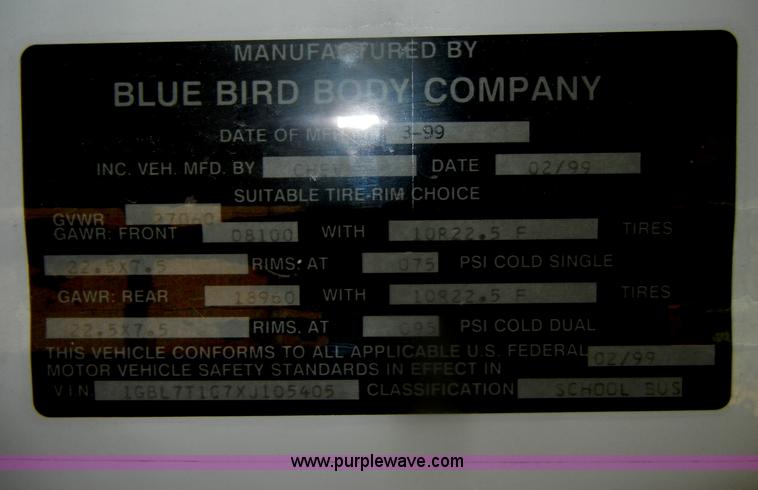 MANUFACTURED BY
BLUE BIRD BODY COMPANY
DATE OF MFR. 3-99
INC. VEH. MFD. BY CHEV DATE 02/99
SUITABLE TIRE-RIM CHOICE
GVWR 27060
GAWR: FRONT 08100 WITH 10R22.5 F TIRES
22.5X7.5 RIMS. AT 075 PSI COLD SINGLE
GAWR: REAR 18960 WITH 10R22.5 F TIRES
22.5X7.5 RIMS. AT 095 PSI COLD DUAL
THIS VEHICLE CONFORMS TO ALL APPLICABLE U.S. FEDERAL
MOTOR VEHICLE SAFETY STANDARDS IN EFFECT IN 02/99
V.I.N. 1GBL7T1C7XJ105405 CLASSIFICATION SCHOOL BUS
www.purplewave.com